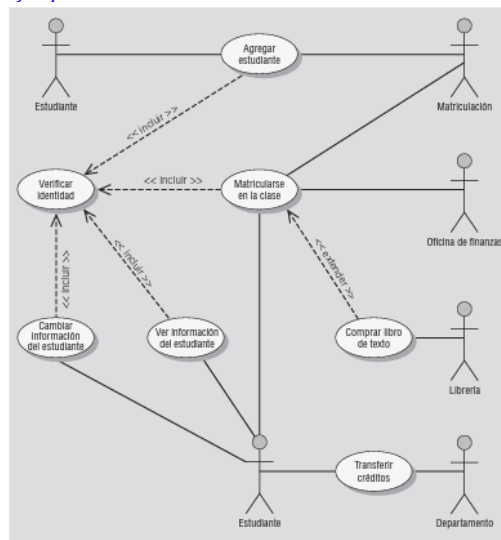 Agregar
estudiante
Estudiante
Matriculación
<< incluir >>
Verificar
identidad
<< incluir >>
Matricularse
en la clase
Oficina de finanzas
<< incluir >>
<< incluir >>
<< extender >>
Cambiar
información
del estudiante
Ver información
del estudiante
Comprar libro
de texto
Librería
Transferir
créditos
Estudiante
Departamento